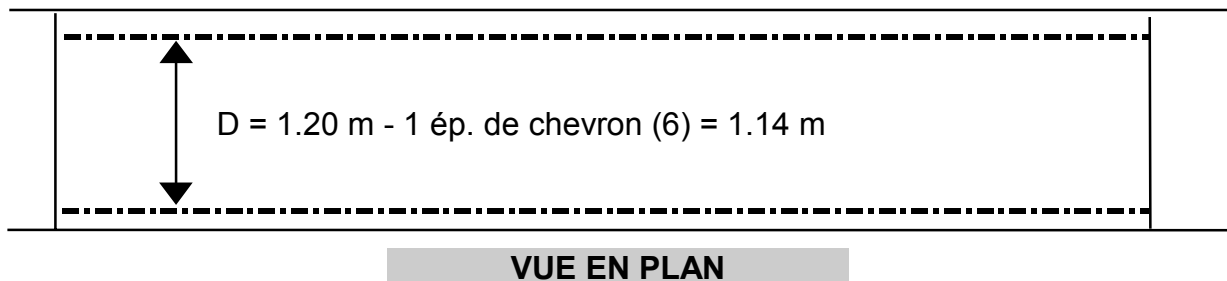 D = 1.20 m - 1 ép. de chevron (6) = 1.14 m
VUE EN PLAN